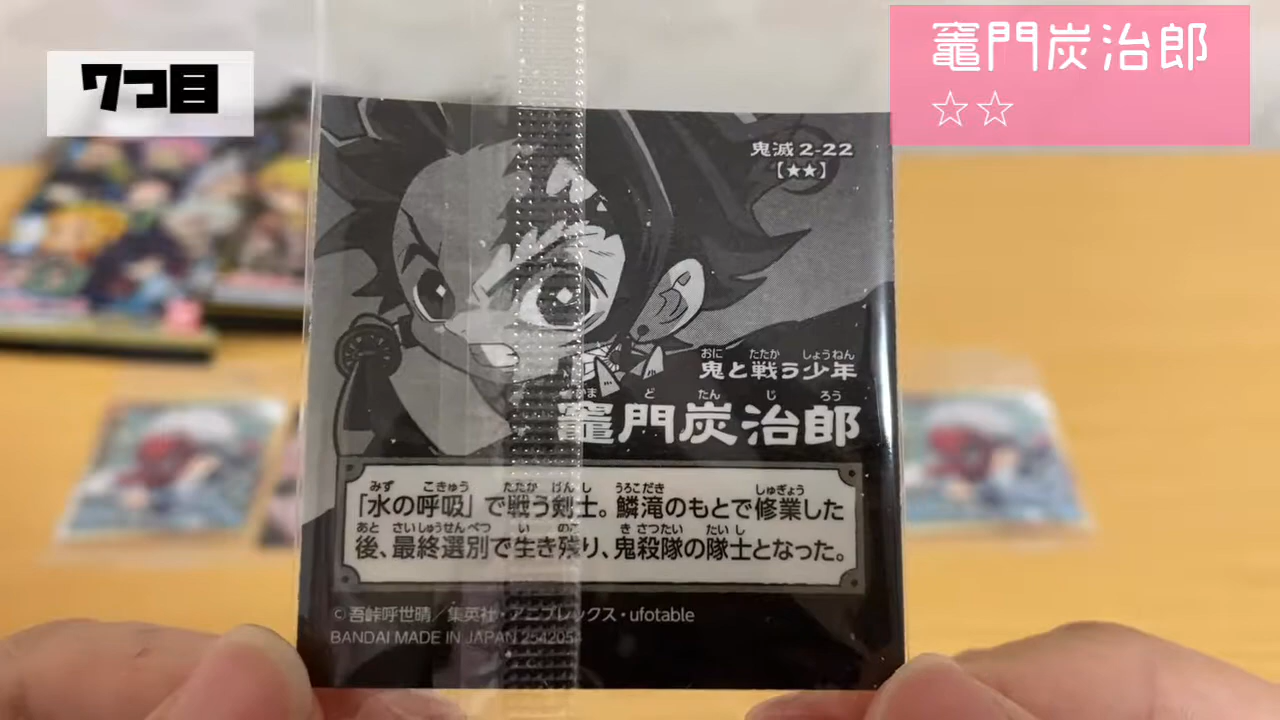 7つ目
竈門炭治郎
☆☆
鬼滅2-22
【★★】
おに たたか しょうねん
鬼と戦う少年
まど たん じ ろう
竈門炭治郎
みず こきゅう たたか けんし うろこだき しゅぎょう
「水の呼吸」で戦う剣士。鱗滝のもとで修業した
あと さいしゅうせんべつ い のこ きさつたい たいし
後、最終選別で生き残り、鬼殺隊の隊士となった。
©吾峠呼世晴／集英社・アニプレックス・ufotable
BANDAI MADE IN JAPAN 2542054